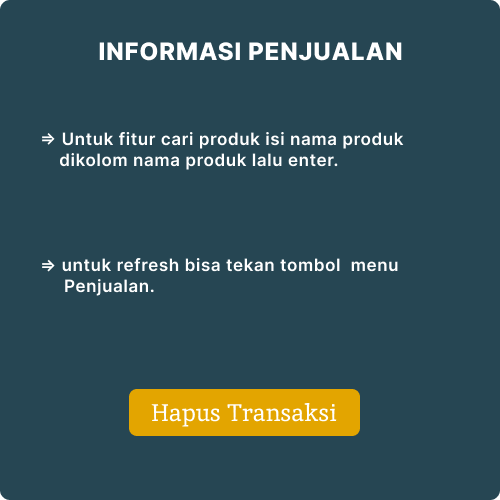 INFORMASI PENJUALAN
⇒ Untuk fitur cari produk isi nama produk
dikolom nama produk lalu enter.
⇒ untuk refresh bisa tekan tombol  menu
Penjualan.
Hapus Transaksi